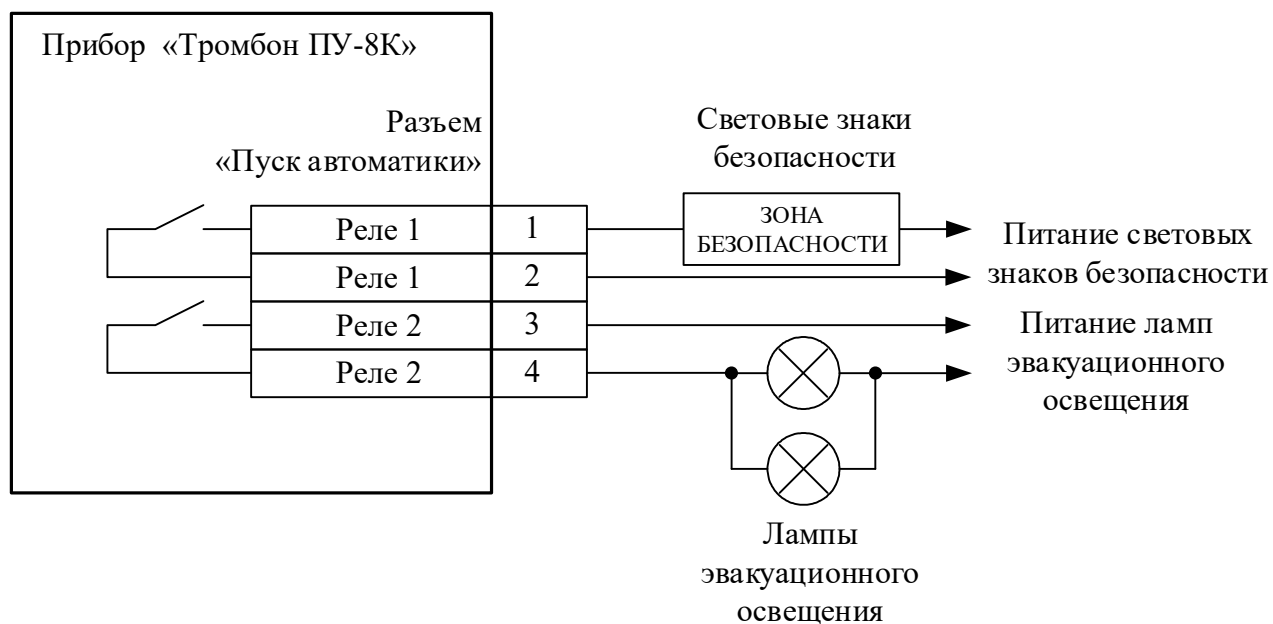 Прибор «Тромбон ПУ-8К»
Разъем
«Пуск автоматики»
Световые знаки
безопасности
Реле 1
1
ЗОНА
БЕЗОПАСНОСТИ
Питание световых
знаков безопасности
Реле 1
2
Реле 2
3
Питание ламп
эвакуационного
освещения
Реле 2
4
Лампы
эвакуационного
освещения